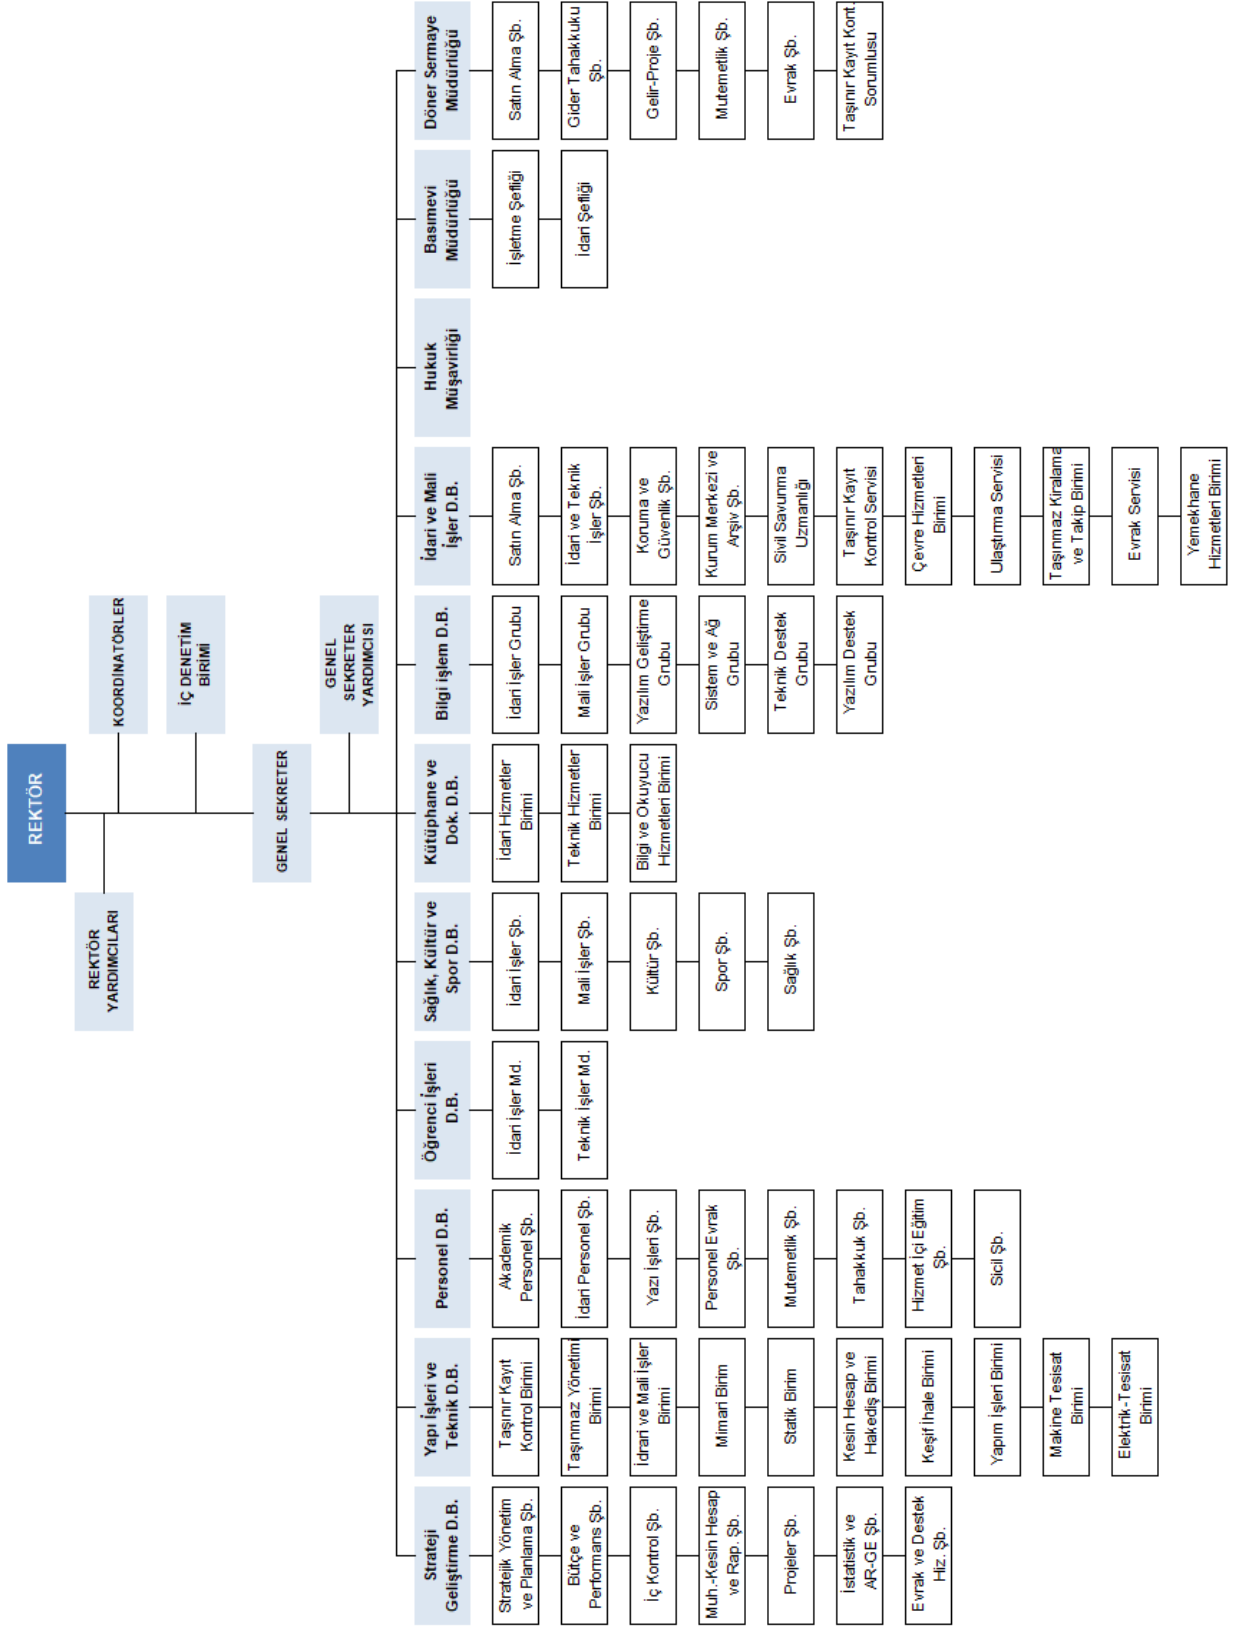 REKTÖR
REKTÖR
YARDIMCILARI
KOORDİNATÖRLER
İÇ DENETİM
BİRİMİ
GENEL SEKRETER
GENEL
SEKRETER
YARDIMCISI
Strateji
Geliştirme D.B.
Stratejik Yönetim
ve Planlama Şb.
Bütçe ve
Performans Şb.
İç Kontrol Şb.
Muh.-Kesin Hesap
ve Rap. Şb.
Projeler Şb.
İstatistik ve
AR-GE Şb.
Evrak ve Destek
Hiz. Şb.
Yapı İşleri ve
Teknik D.B.
Taşınır Kayıt
Kontrol Birimi
Taşınmaz Yönetimi
Birimi
İdrari ve Mali İşler
Birimi
Mimari Birim
Statik Birim
Kesin Hesap ve
Hakediş Birimi
Keşif İhale Birimi
Yapım İşleri Birimi
Makine Tesisat
Birimi
Elektrik-Tesisat
Birimi
Personel D.B.
Akademik
Personel Şb.
İdari Personel Şb.
Yazı İşleri Şb.
Personel Evrak
Şb.
Mutemetlik Şb.
Tahakkuk Şb.
Hizmet İçi Eğitim
Şb.
Sicil Şb.
Öğrenci İşleri
D.B.
İdari İşler Md.
Teknik İşler Md.
Sağlık, Kültür ve
Spor D.B.
İdari İşler Şb.
Mali İşler Şb.
Kültür Şb.
Spor Şb.
Sağlık Şb.
Kütüphane ve
Dok. D.B.
İdari Hizmetler
Birimi
Teknik Hizmetler
Birimi
Bilgi ve Okuyucu
Hizmetleri Birimi
Bilgi işlem D.B.
İdari İşler Grubu
Mali İşler Grubu
Yazılım Geliştirme
Grubu
Sistem ve Ağ
Grubu
Teknik Destek
Grubu
Yazılım Destek
Grubu
İdari ve Mali
İşler D.B.
Satın Alma Şb.
İdari ve Teknik
İşler Şb.
Koruma ve
Güvenlik Şb.
Kurum Merkezi ve
Arşiv Şb.
Sivil Savunma
Uzmanlığı
Taşınır Kayıt
Kontrol Servisi
Çevre Hizmetleri
Birimi
Ulaştırma Servisi
Taşınmaz Kiralama
ve Takip Birimi
Evrak Servisi
Yemekhane
Hizmetleri Birimi
Hukuk
Müşavirliği
Basımevi
Müdürlüğü
İşletme Şefliği
İdari Şefliği
Döner Sermaye
Müdürlüğü
Satın Alma Şb.
Gider Tahakkuku
Şb.
Gelir-Proje Şb.
Mutemetlik Şb.
Evrak Şb.
Taşınır Kayıt Kont.
Sorumlusu